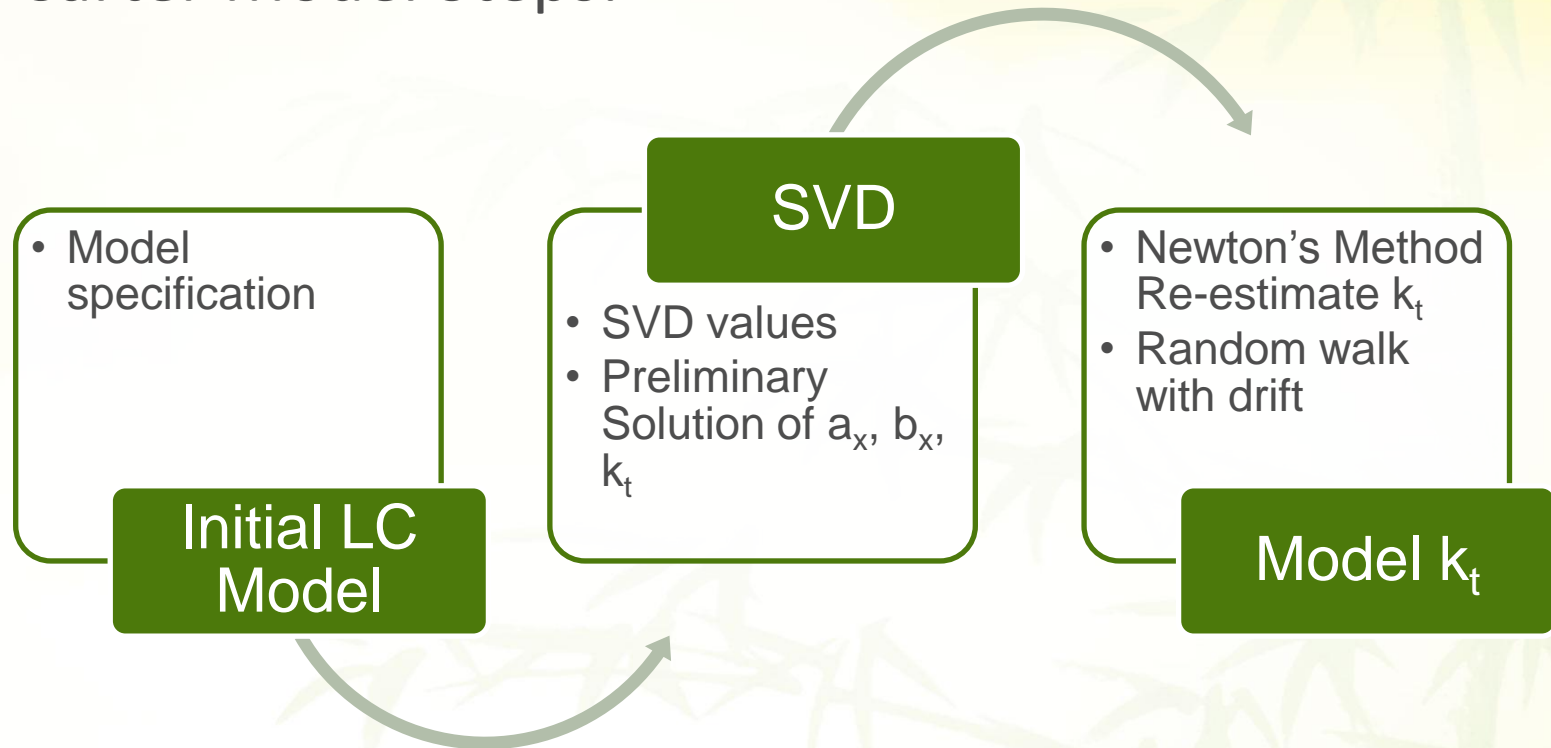 • Model
specification
Initial LC
Model
SVD
• SVD values
• Preliminary
Solution of aₓ, bₓ,
kₜ
• Newton’s Method
Re-estimate kₜ
• Random walk
with drift
Model kₜ